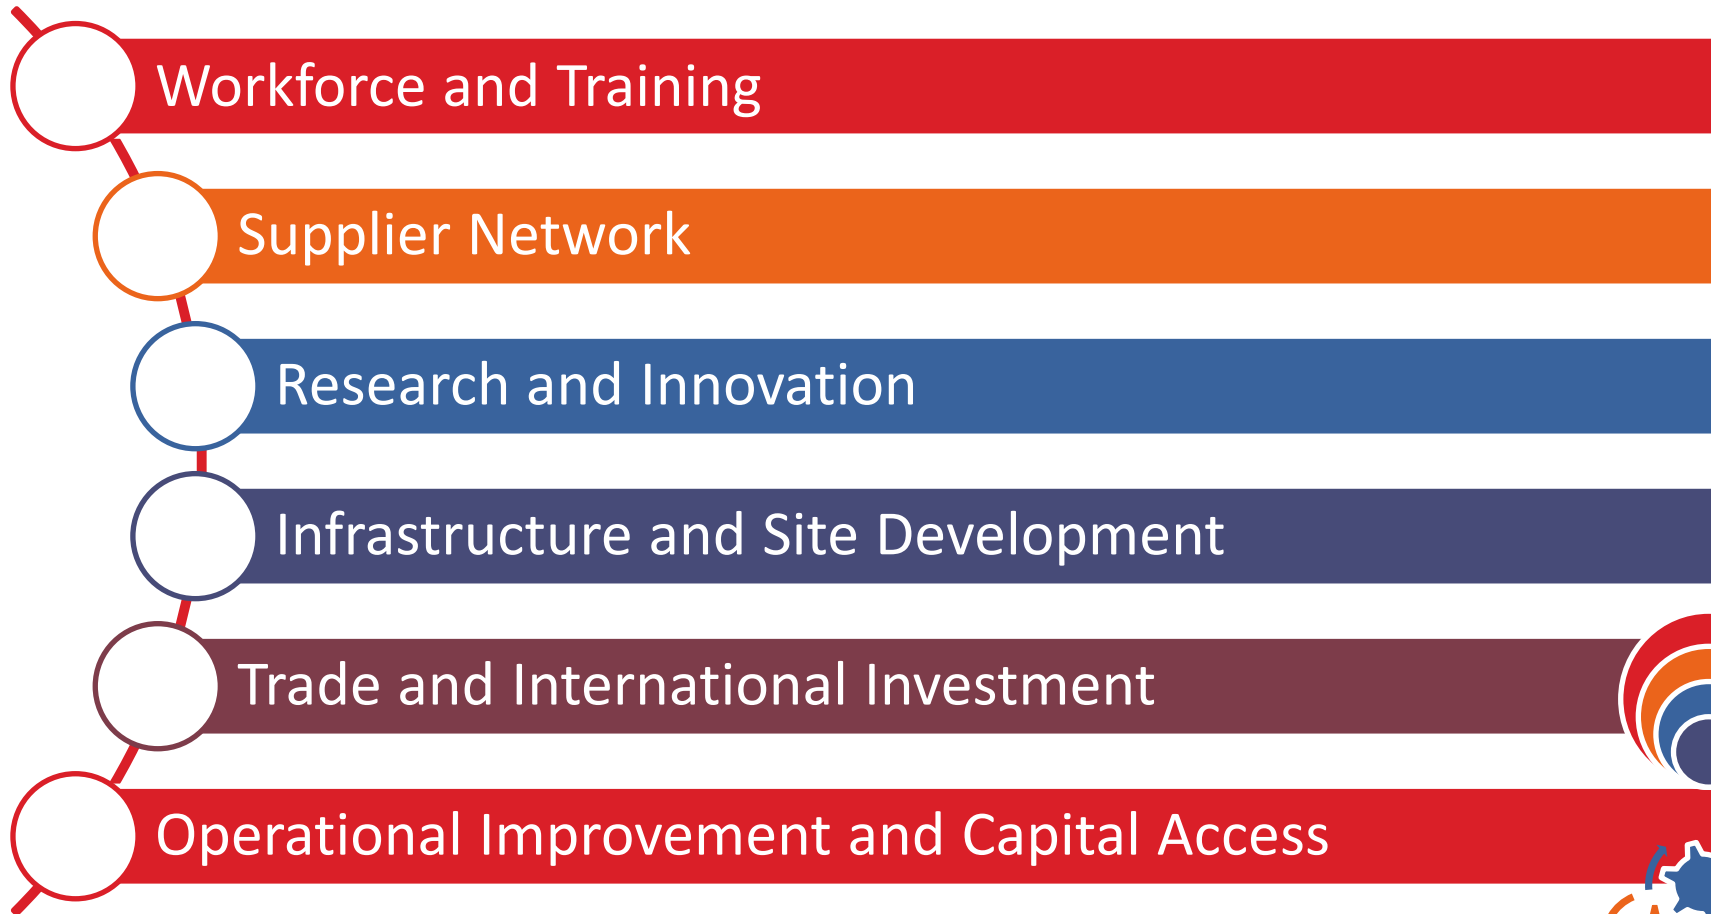 Workforce and Training
Supplier Network
Research and Innovation
Infrastructure and Site Development
Trade and International Investment
Operational Improvement and Capital Access